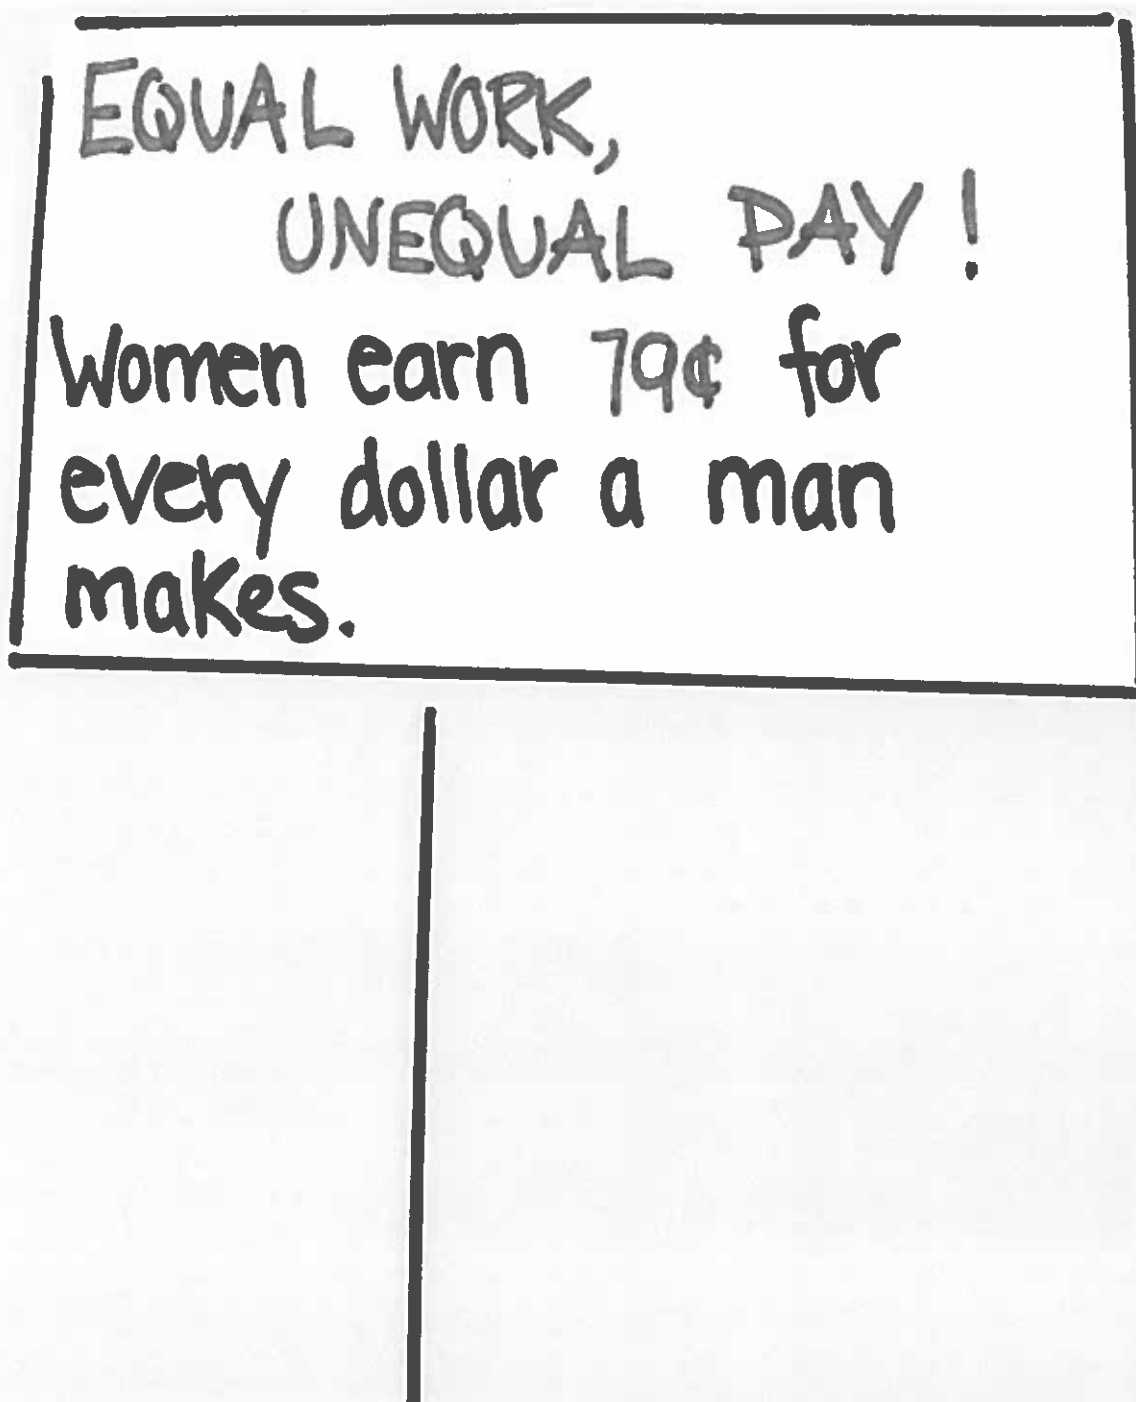 EQUAL WORK,
UNEQUAL PAY!
Women earn 79¢ for
every dollar a man
makes.